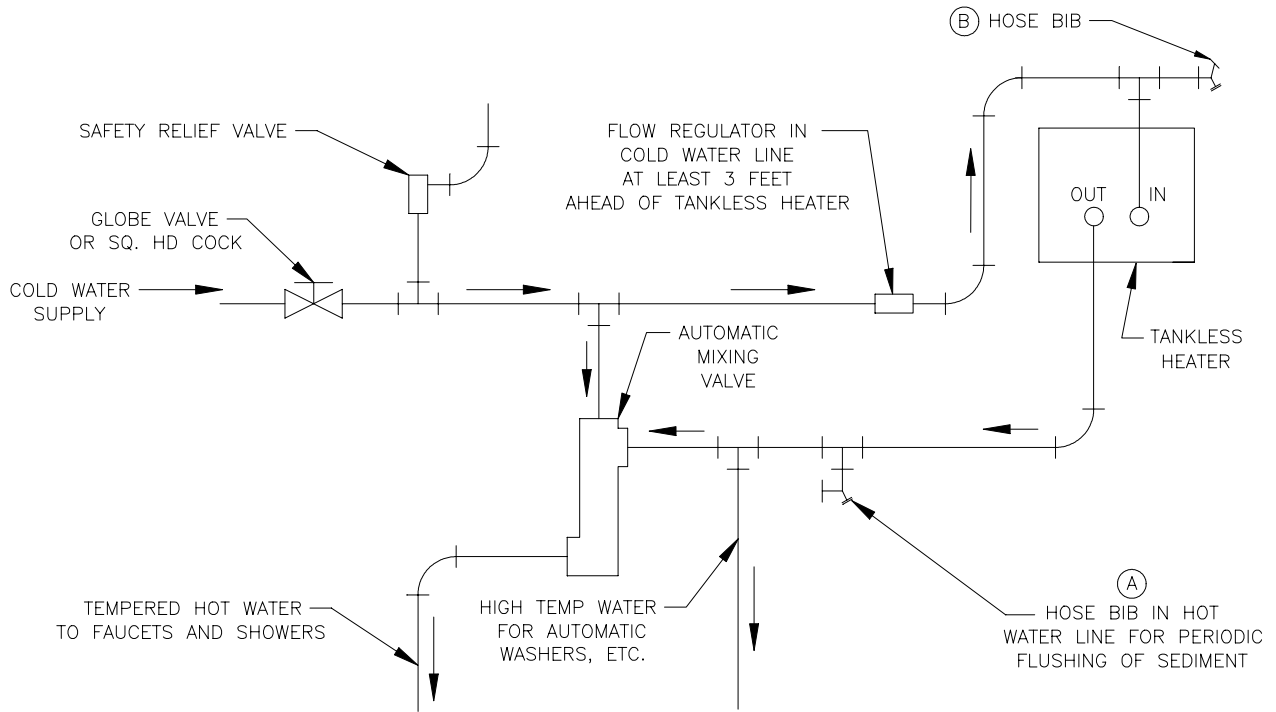 B HOSE BIB
SAFETY RELIEF VALVE
FLOW REGULATOR IN
COLD WATER LINE
AT LEAST 3 FEET
AHEAD OF TANKLESS HEATER
GLOBE VALVE
OR SQ. HD COCK
OUT IN
COLD WATER
SUPPLY
AUTOMATIC
MIXING
VALVE
TANKLESS
HEATER
TEMPERED HOT WATER
TO FAUCETS AND SHOWERS
HIGH TEMP WATER
FOR AUTOMATIC
WASHERS, ETC.
A
HOSE BIB IN HOT
WATER LINE FOR PERIODIC
FLUSHING OF SEDIMENT